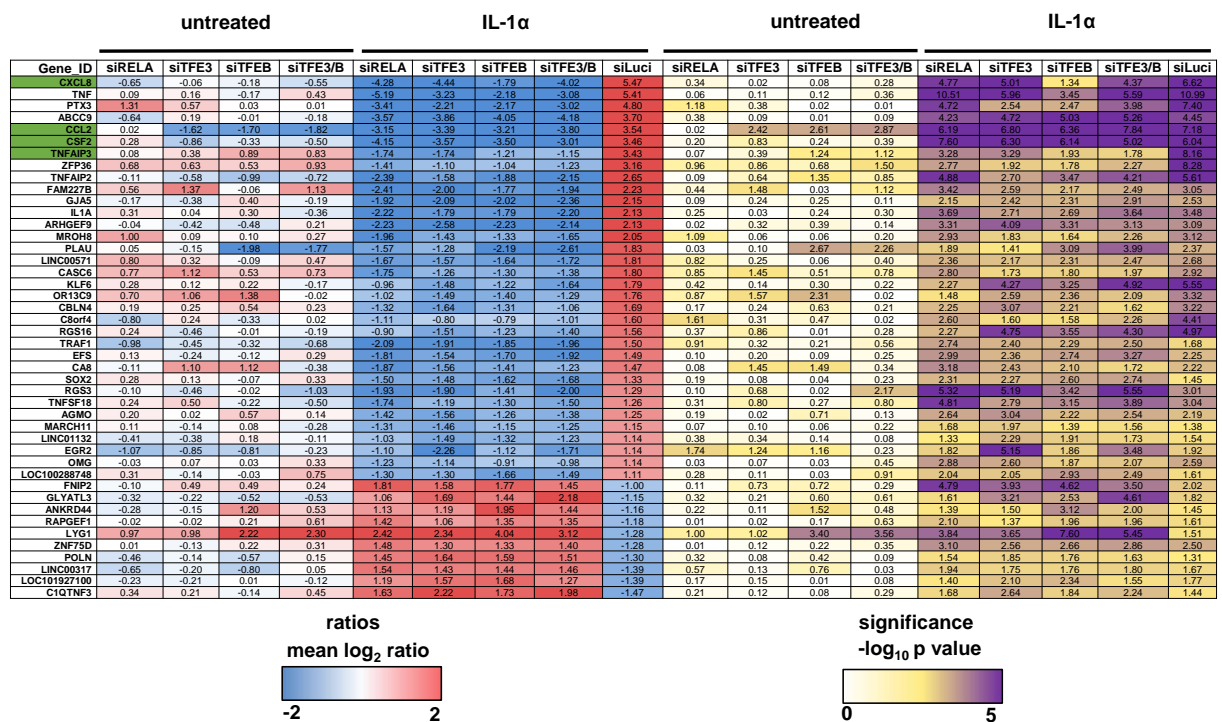 untreated IL-1α untreated IL-1α
Gene_ID siRELA siTFE3 siTFEB siTFE3/B siRELA siTFE3 siTFEB siTFE3/B siLuci siRELA siTFE3 siTFEB siTFE3/B siRELA siTFE3 siTFEB siTFE3/B siLuci
CXCL8 -0.65 -0.06 -0.18 -0.55 -4.28 -4.44 -1.79 -4.02 5.47 0.34 0.02 0.08 0.28 4.77 5.01 1.34 4.37 6.62
TNF 0.09 0.16 -0.17 0.43 -5.19 -3.23 -2.18 -3.08 5.41 0.06 0.11 0.12 0.36 10.51 5.96 3.45 5.59 10.99
PTX3 1.31 0.57 0.03 0.01 -3.41 -2.21 -2.17 -3.02 4.80 1.18 0.38 0.02 0.01 4.72 2.54 2.47 3.98 7.40
ABCC9 -0.64 0.19 -0.01 -0.18 -3.57 -3.86 -4.05 -4.18 3.70 0.38 0.09 0.01 0.09 4.23 4.72 5.03 5.26 4.45
CCL2 0.02 -1.62 -1.70 -1.82 -3.15 -3.39 -3.21 -3.80 3.54 0.02 2.42 2.61 2.87 6.19 6.80 6.36 7.84 7.18
CSF2 0.28 -0.86 -0.33 -0.50 -4.15 -3.57 -3.50 -3.01 3.46 0.20 0.83 0.24 0.39 7.60 6.30 6.14 5.02 6.04
TNFAIP3 0.08 0.38 0.89 0.83 -1.74 -1.74 -1.21 -1.15 3.43 0.07 0.39 1.24 1.12 3.28 3.29 1.93 1.78 8.16
ZFP36 0.68 0.63 0.53 0.93 -1.41 -1.10 -1.04 -1.23 3.16 0.96 0.86 0.68 1.50 2.77 1.92 1.78 2.27 8.28
TNFAIP2 -0.11 -0.58 -0.99 -0.72 -2.39 -1.58 -1.88 -2.15 2.65 0.09 0.64 1.35 0.85 4.88 2.70 3.47 4.21 5.61
FAM227B 0.56 1.37 -0.06 1.13 -2.41 -2.00 -1.77 -1.94 2.23 0.44 1.48 0.03 1.12 3.42 2.59 2.17 2.49 3.05
GJA5 -0.17 -0.38 0.40 -0.19 -1.92 -2.09 -2.02 -2.36 2.15 0.09 0.24 0.25 0.11 2.15 2.42 2.31 2.91 2.53
IL1A 0.31 0.04 0.30 -0.36 -2.22 -1.79 -1.79 -2.20 2.13 0.25 0.03 0.24 0.30 3.69 2.71 2.69 3.64 3.48
ARHGEF9 -0.04 -0.42 -0.48 0.21 -2.23 -2.58 -2.23 -2.14 2.13 0.02 0.32 0.39 0.14 3.31 4.09 3.31 3.13 3.09
MROH8 1.00 0.09 0.10 0.27 -1.96 -1.43 -1.33 -1.65 2.05 1.09 0.06 0.06 0.20 2.93 1.83 1.64 2.26 3.12
PLAU 0.05 -0.15 -1.98 -1.77 -1.57 -1.28 -2.19 -2.61 1.83 0.03 0.10 2.67 2.26 1.89 1.41 3.09 3.99 2.37
LINC00571 0.80 0.32 -0.09 0.47 -1.67 -1.57 -1.64 -1.72 1.81 0.82 0.25 0.06 0.40 2.36 2.17 2.31 2.47 2.68
CASC6 0.77 1.12 0.53 0.73 -1.75 -1.26 -1.30 -1.38 1.80 0.85 1.45 0.51 0.78 2.80 1.73 1.80 1.97 2.92
KLF6 0.28 0.12 0.22 -0.17 -0.96 -1.48 -1.22 -1.64 1.79 0.42 0.14 0.30 0.22 2.27 4.27 3.25 4.92 5.55
OR13C9 0.70 1.06 1.38 -0.02 -1.02 -1.49 -1.40 -1.29 1.76 0.87 1.57 2.31 0.02 1.48 2.59 2.36 2.09 3.32
CBLN4 0.19 0.25 0.54 0.23 -1.32 -1.64 -1.31 -1.06 1.69 0.17 0.24 0.63 0.21 2.25 3.07 2.21 1.62 3.22
C8orf4 -0.80 0.24 -0.33 0.02 -1.11 -0.80 -0.79 -1.01 1.60 1.61 0.31 0.47 0.02 2.60 1.60 1.58 2.26 4.41
RGS16 0.24 -0.46 -0.01 -0.19 -0.90 -1.51 -1.23 -1.40 1.56 0.37 0.86 0.01 0.28 2.27 4.75 3.55 4.30 4.97
TRAF1 -0.98 -0.45 -0.32 -0.68 -2.09 -1.91 -1.85 -1.96 1.50 0.91 0.32 0.21 0.56 2.74 2.40 2.29 2.50 1.68
EFS 0.13 -0.24 -0.12 0.29 -1.81 -1.54 -1.70 -1.92 1.49 0.10 0.20 0.09 0.25 2.99 2.36 2.74 3.27 2.25
CA8 -0.11 1.10 1.12 -0.38 -1.87 -1.56 -1.41 -1.23 1.47 0.08 1.45 1.49 0.34 3.18 2.43 2.10 1.72 2.22
SOX2 0.28 0.13 -0.07 0.33 -1.50 -1.48 -1.62 -1.68 1.33 0.19 0.08 0.04 0.23 2.31 2.27 2.60 2.74 1.45
RGS3 -0.10 -0.46 -0.02 -1.03 -1.93 -1.90 -1.41 -2.00 1.29 0.10 0.68 0.02 2.17 5.32 5.19 3.42 5.55 3.01
TNFSF18 0.24 0.50 -0.22 -0.50 -1.74 -1.19 -1.30 -1.50 1.26 0.31 0.80 0.27 0.80 4.81 2.79 3.15 3.89 3.04
AGMO 0.20 0.02 0.57 0.14 -1.42 -1.56 -1.26 -1.38 1.25 0.19 0.02 0.71 0.13 2.64 3.04 2.22 2.54 2.19
MARCH11 0.11 -0.14 0.08 -0.28 -1.31 -1.46 -1.15 -1.25 1.15 0.07 0.10 0.06 0.22 1.68 1.97 1.39 1.56 1.38
LINC01132 -0.41 -0.38 0.18 -0.11 -1.03 -1.49 -1.32 -1.23 1.14 0.38 0.34 0.14 0.08 1.33 2.29 1.91 1.73 1.54
EGR2 -1.07 -0.85 -0.81 -0.23 -1.10 -2.26 -1.12 -1.71 1.14 1.74 1.24 1.16 0.23 1.82 5.15 1.86 3.48 1.92
OMG -0.03 0.07 0.03 0.33 -1.23 -1.14 -0.91 -0.98 1.14 0.03 0.07 0.03 0.45 2.88 2.60 1.87 2.07 2.59
LOC100288748 0.31 -0.14 -0.03 0.75 -1.30 -1.30 -1.66 -1.49 1.11 0.28 0.11 0.03 0.91 2.04 2.05 2.93 2.49 1.61
FNIP2 -0.10 0.49 0.49 0.24 1.81 1.58 1.77 1.45 -1.00 0.11 0.73 0.72 0.29 4.79 3.93 4.62 3.50 2.02
GLYATL3 -0.32 -0.22 -0.52 -0.53 1.06 1.69 1.44 2.18 -1.15 0.32 0.21 0.60 0.61 1.61 3.21 2.53 4.61 1.82
ANKRD44 -0.28 -0.15 1.20 0.53 1.13 1.19 1.95 1.44 -1.16 0.22 0.11 1.52 0.48 1.39 1.50 3.12 2.00 1.45
RAPGEF1 -0.02 -0.02 0.21 0.61 1.42 1.06 1.35 1.35 -1.18 0.01 0.02 0.17 0.63 2.10 1.37 1.96 1.96 1.61
LYG1 0.97 0.98 2.22 2.30 2.42 2.34 4.04 3.12 -1.28 1.00 1.02 3.40 3.56 3.84 3.65 7.60 5.45 1.51
ZNF75D 0.01 -0.13 0.22 0.31 1.48 1.30 1.33 1.40 -1.28 0.01 0.12 0.22 0.35 3.10 2.56 2.66 2.86 2.50
POLN -0.46 -0.14 -0.57 0.15 1.45 1.64 1.59 1.51 -1.30 0.32 0.08 0.42 0.09 1.54 1.85 1.76 1.63 1.31
LINC00317 -0.65 -0.20 -0.80 0.05 1.54 1.43 1.44 1.46 -1.39 0.57 0.13 0.76 0.03 1.94 1.75 1.76 1.80 1.67
LOC101927100 -0.23 -0.21 0.01 -0.12 1.19 1.57 1.68 1.27 -1.39 0.17 0.15 0.01 0.08 1.40 2.10 2.34 1.55 1.77
C1QTNF3 0.34 0.21 -0.14 0.45 1.63 2.22 1.73 1.98 -1.47 0.21 0.12 0.08 0.29 1.68 2.64 1.84 2.24 1.44
ratios significance
mean log2 ratio -log10 p value
-2 2 0 5